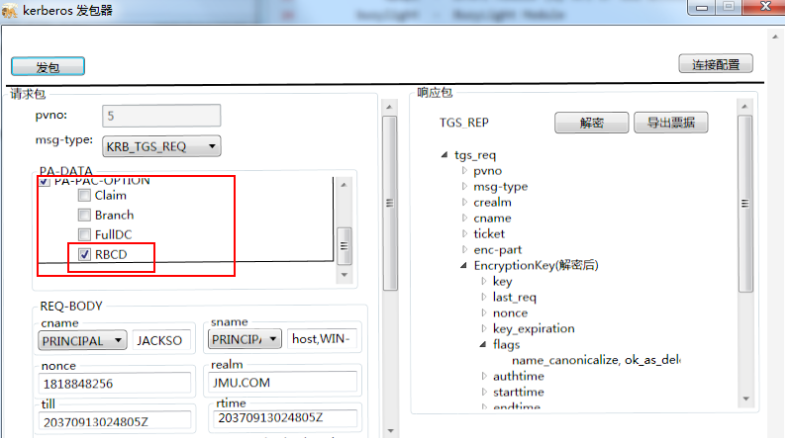 kerberos 发包器
发包
连接配置
请求包
pvno:
5
msg-type:
KRB_TGS_REQ
PA-DATA
PA-PAC-OPTION
Claim
Branch
FullDC
RBCD
REQ-BODY
cname
sname
PRINCIPAL
JACKSO
PRINCIP
host,WIN-
nonce
realm
1818848256
JMU.COM
till
rtime
20370913024805Z
20370913024805Z
响应包
TGS_REP
解密
导出票据
tgs_req
pvno
msg-type
crealm
cname
ticket
enc-part
EncryptionKey(解密后)
key
last_req
nonce
key_expiration
flags
name_canonicalize, ok_as_del
authtime
starttime
endtime